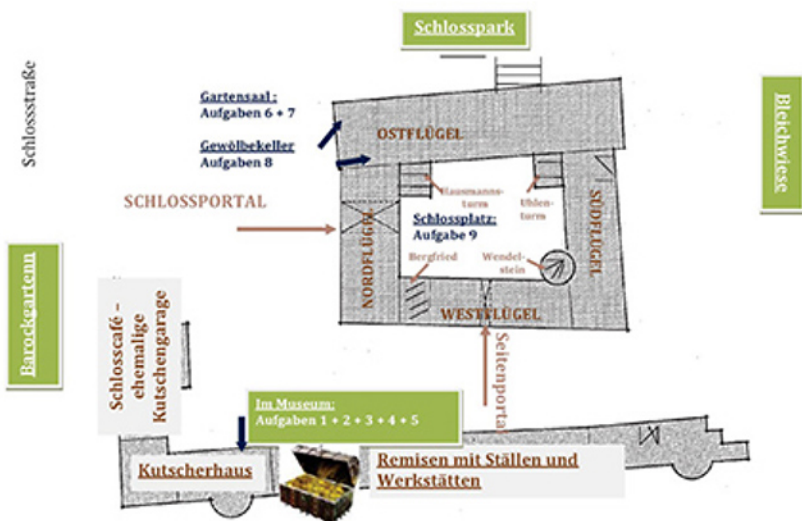 Schlosspark
Schlossstraße
Gartensaal :
Aufgaben 6 + 7
OSTFLÜGEL
Bleichwiese
Gewölbekeller
Aufgaben 8
SCHLOSSPORTAL
Hausmanns-
turm
Uhlen-
turm
Schlossplatz:
Aufgabe 9
SÜDFLÜGEL
NORDFLÜGEL
Bergfried
Wendel-
stein
WESTFLÜGEL
Barockgartenn
Schlosscafé –
ehemalige
Kutschengarage
Seitenportal
Im Museum:
Aufgaben 1 + 2 + 3 + 4 + 5
Kutscherhaus
Remisen mit Ställen und
Werkstätten